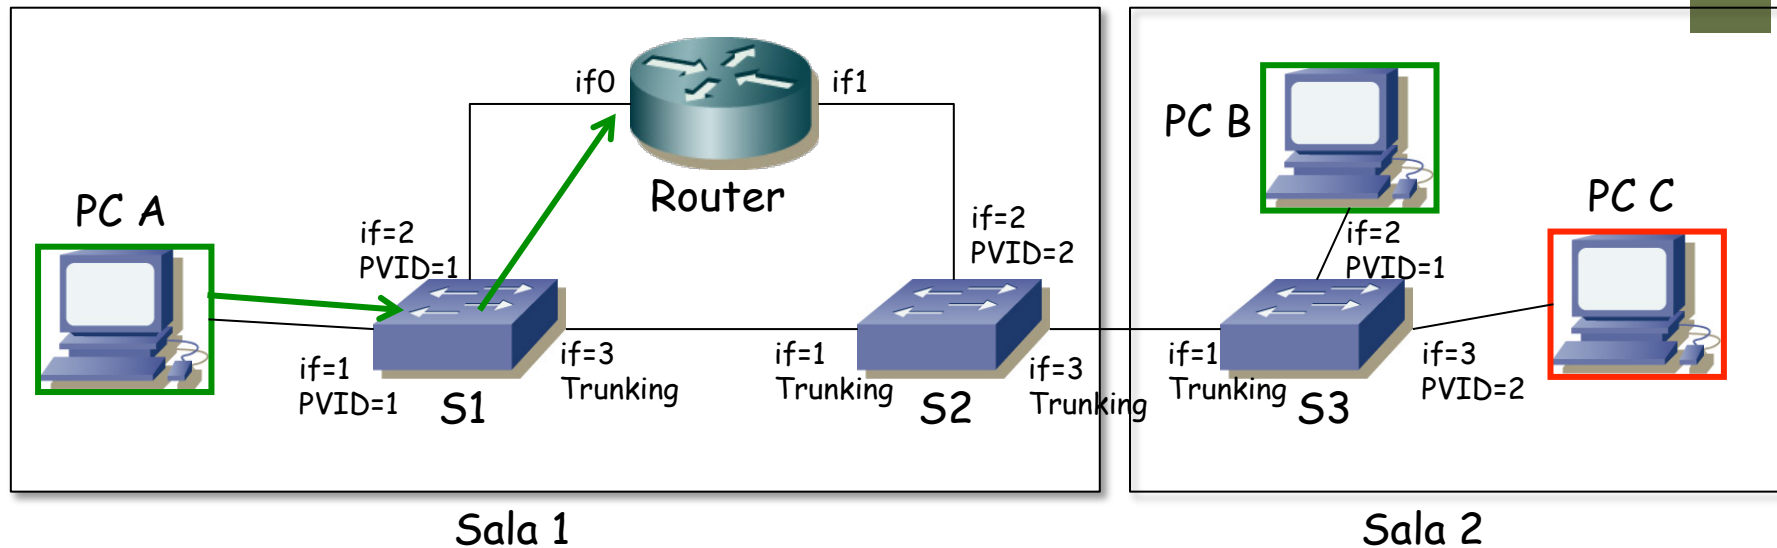 if0
if1
Router
PC A
PC B
PC C
if=2
PVID=1
if=2
PVID=2
if=2
PVID=1
if=1
PVID=1
S1
if=3
Trunking
if=1
Trunking
S2
if=3
Trunking
if=1
Trunking
S3
if=3
PVID=2
Sala 1
Sala 2